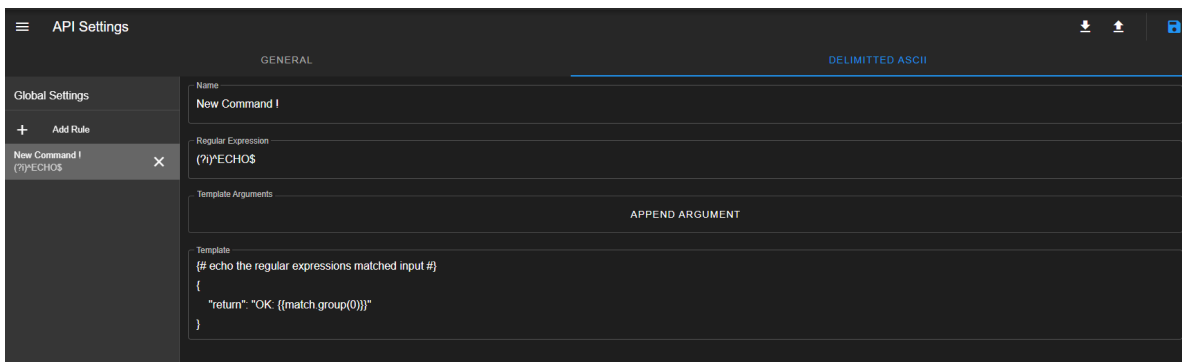 API Settings
GENERAL
DELIMITTED ASCII
Global Settings
Add Rule
New Command !
(?i)^ECHO$
Name
New Command !
Regular Expression
(?i)^ECHO$
Template Arguments
APPEND ARGUMENT
Template
{# echo the regular expressions matched input #}
{
"return": "OK: {{match.group(0)}}"
}